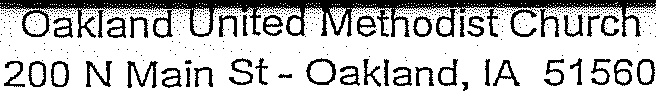 Oakland United Methodist Church
200 N Main St - Oakland, IA 51560